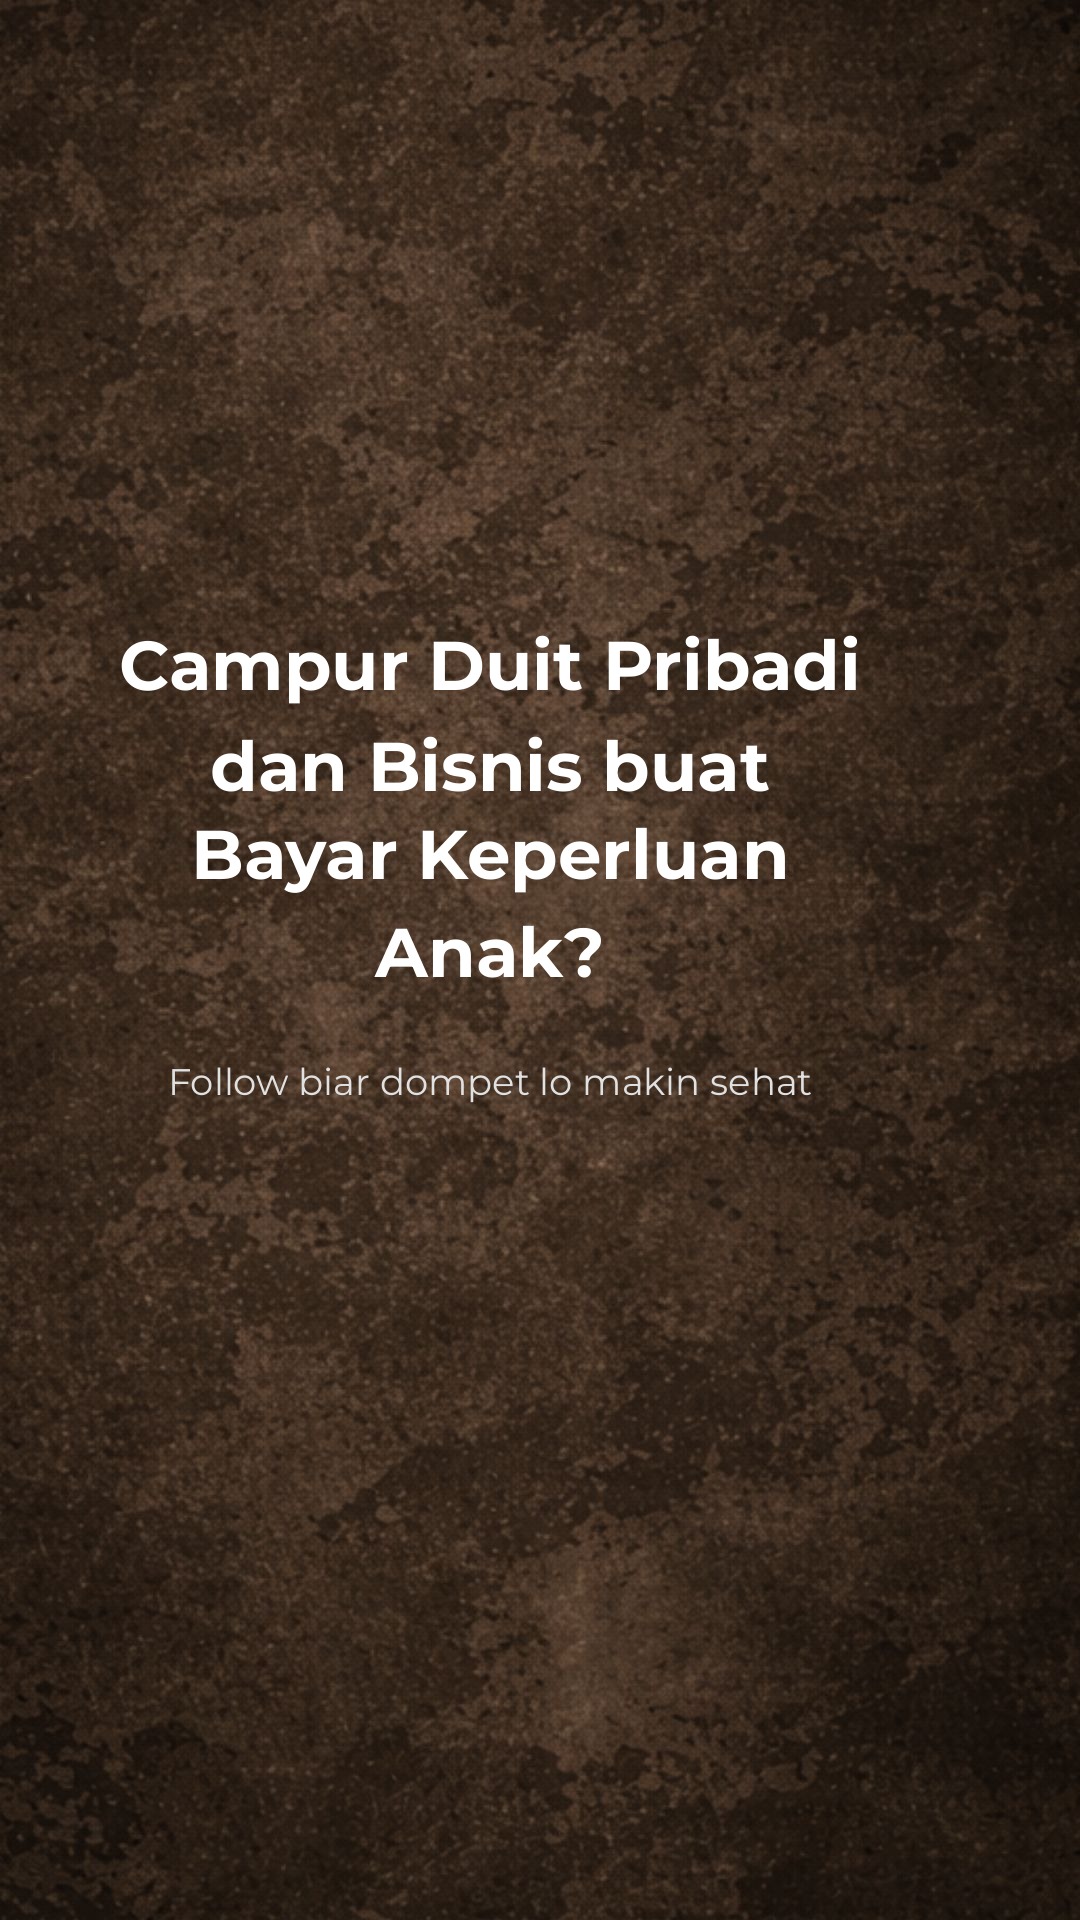 Campur Duit Pribadi
dan Bisnis buat
Bayar Keperluan
Anak?
Follow biar dompet lo makin sehat